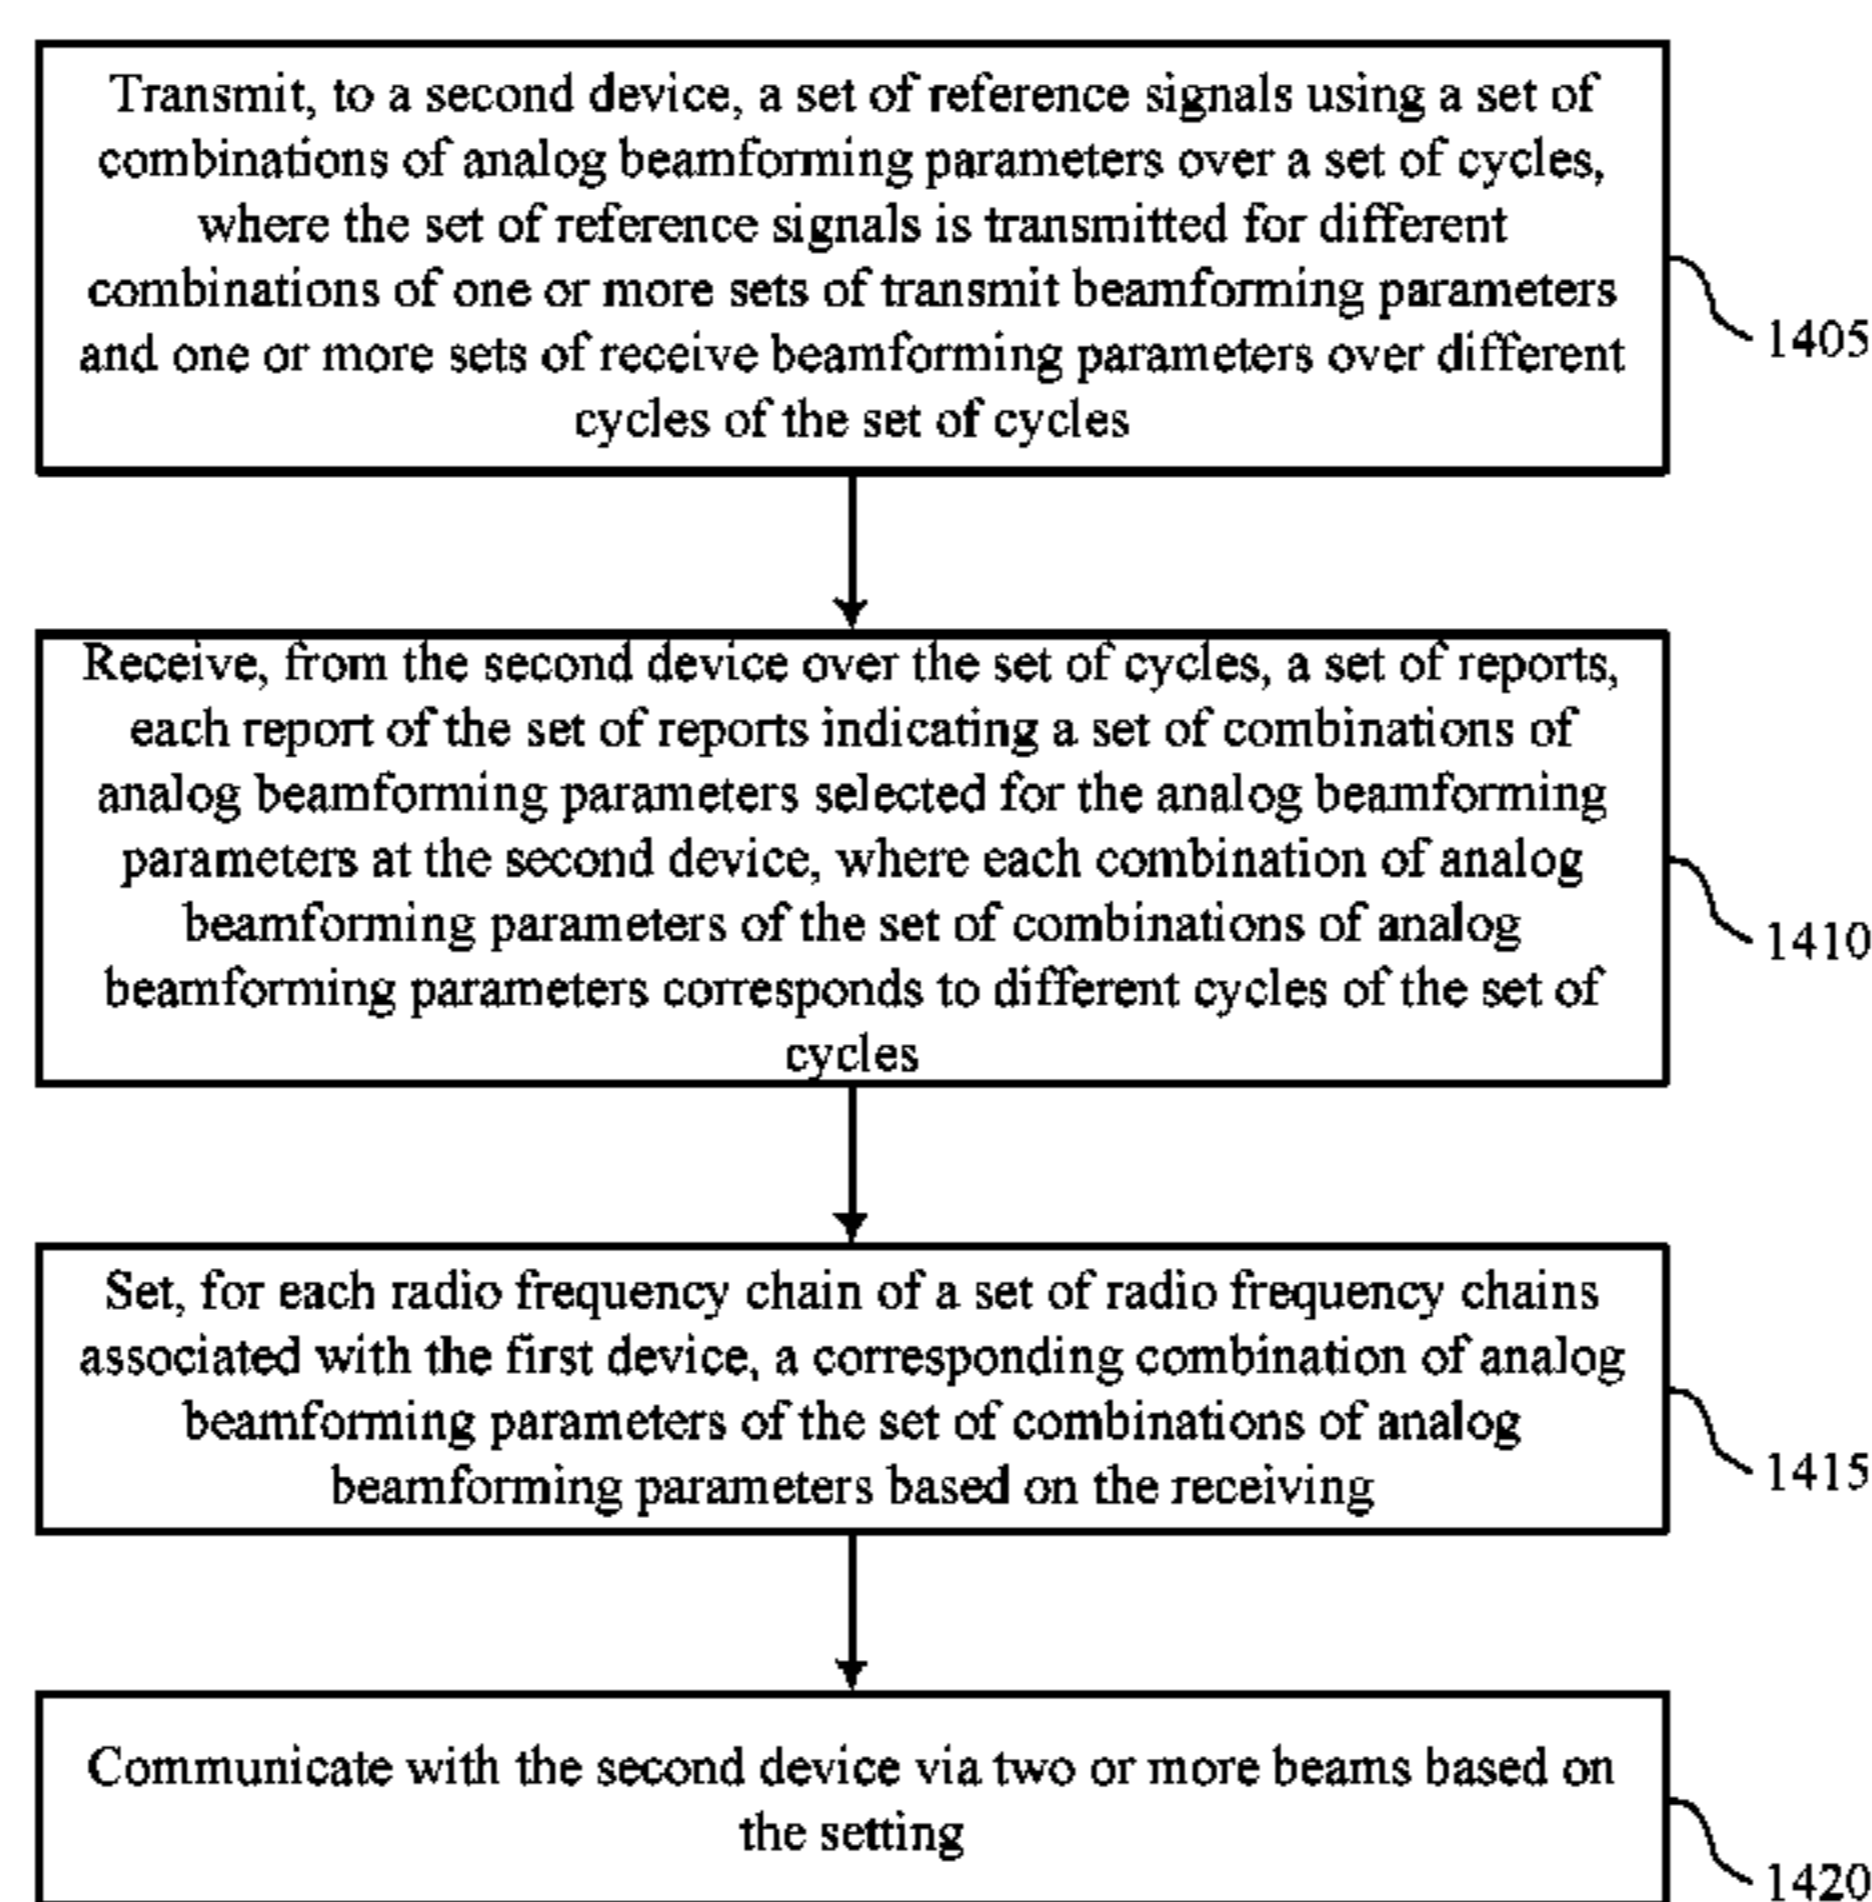 Transmit, to a second device, a set of reference signals using a set of
combinations of analog beamforming parameters over a set of cycles,
where the set of reference signals is transmitted for different
combinations of one or more sets of transmit beamforming parameters
and one or more sets of receive beamforming parameters over different
cycles of the set of cycles
1405
Receive, from the second device over the set of cycles, a set of reports,
each report of the set of reports indicating a set of combinations of
analog beamforming parameters selected for the analog beamforming
parameters at the second device, where each combination of analog
beamforming parameters of the set of combinations of analog
beamforming parameters corresponds to different cycles of the set of
cycles
1410
Set, for each radio frequency chain of a set of radio frequency chains
associated with the first device, a corresponding combination of analog
beamforming parameters of the set of combinations of analog
beamforming parameters based on the receiving
1415
Communicate with the second device via two or more beams based on
the setting
1420